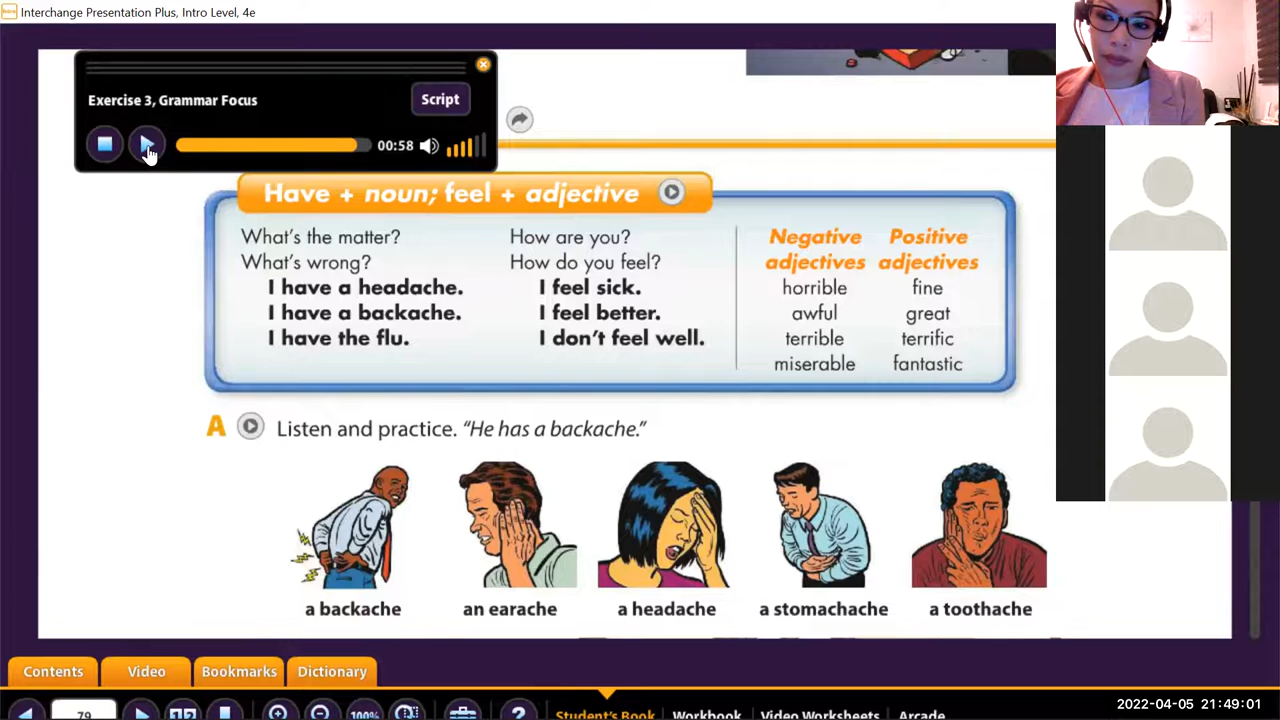 Interchange Presentation Plus, Intro Level, 4e
Exercise 3, Grammar Focus
Script
00:58
Have + noun; feel + adjective
What's the matter?
What's wrong?
I have a headache.
I have a backache.
I have the flu.
How are you?
How do you feel?
I feel sick.
I feel better.
I don't feel well.
Negative adjectives
horrible
awful
terrible
miserable
Positive adjectives
fine
great
terrific
fantastic
A Listen and practice. "He has a backache."
a backache
an earache
a headache
a stomachache
a toothache
Contents
Video
Bookmarks
Dictionary
79
100%
?
Student's Book
Workbook
Video Worksheets
Arcade
2022-04-05 21:49:01